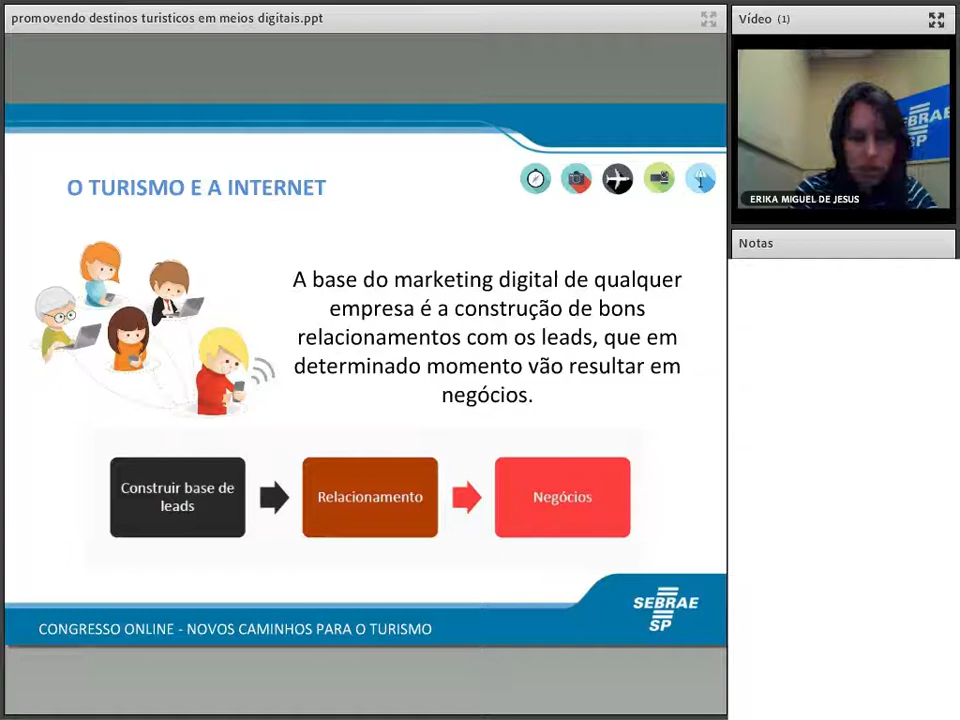 promovendo destinos turisticos em meios digitais.ppt
Vídeo (1)
EBRAE
SP
ERIKA MIGUEL DE JESUS
Notas
O TURISMO E A INTERNET
A base do marketing digital de qualquer
empresa é a construção de bons
relacionamentos com os leads, que em
determinado momento vão resultar em
negócios.
Construir base de
leads
Relacionamento
Negócios
SEBRAE
SP
CONGRESSO ONLINE - NOVOS CAMINHOS PARA O TURISMO